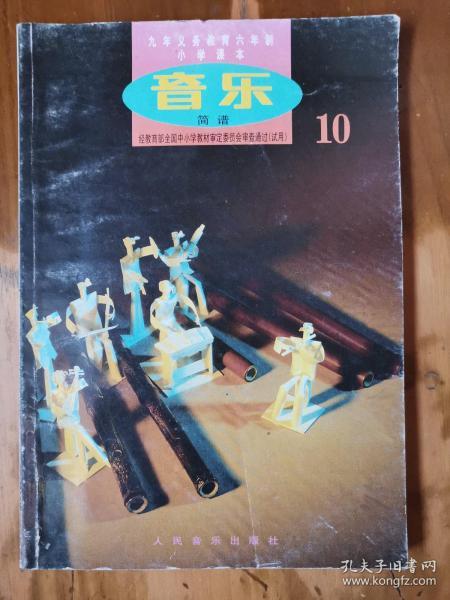 九年义务教育六年制
小学课本
音乐
简谱
经教育部全国中小学教材审定委员会审查通过(试用)
10
人民音乐出版社
孔夫子旧书网
www.kongfz.com